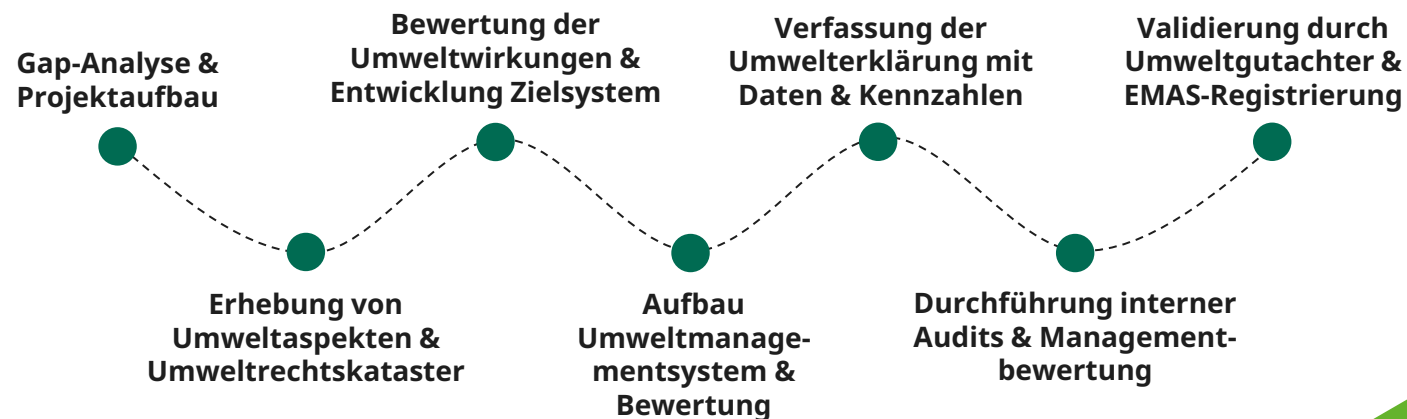 Gap-Analyse &
Projektaufbau
Erhebung von
Umweltaspekten &
Umweltrechtskataster
Bewertung der
Umweltwirkungen &
Entwicklung Zielsystem
Aufbau
Umweltmanage-
mentsystem &
Bewertung
Verfassung der
Umwelterklärung mit
Daten & Kennzahlen
Durchführung interner
Audits & Management-
bewertung
Validierung durch
Umweltgutachter &
EMAS-Registrierung